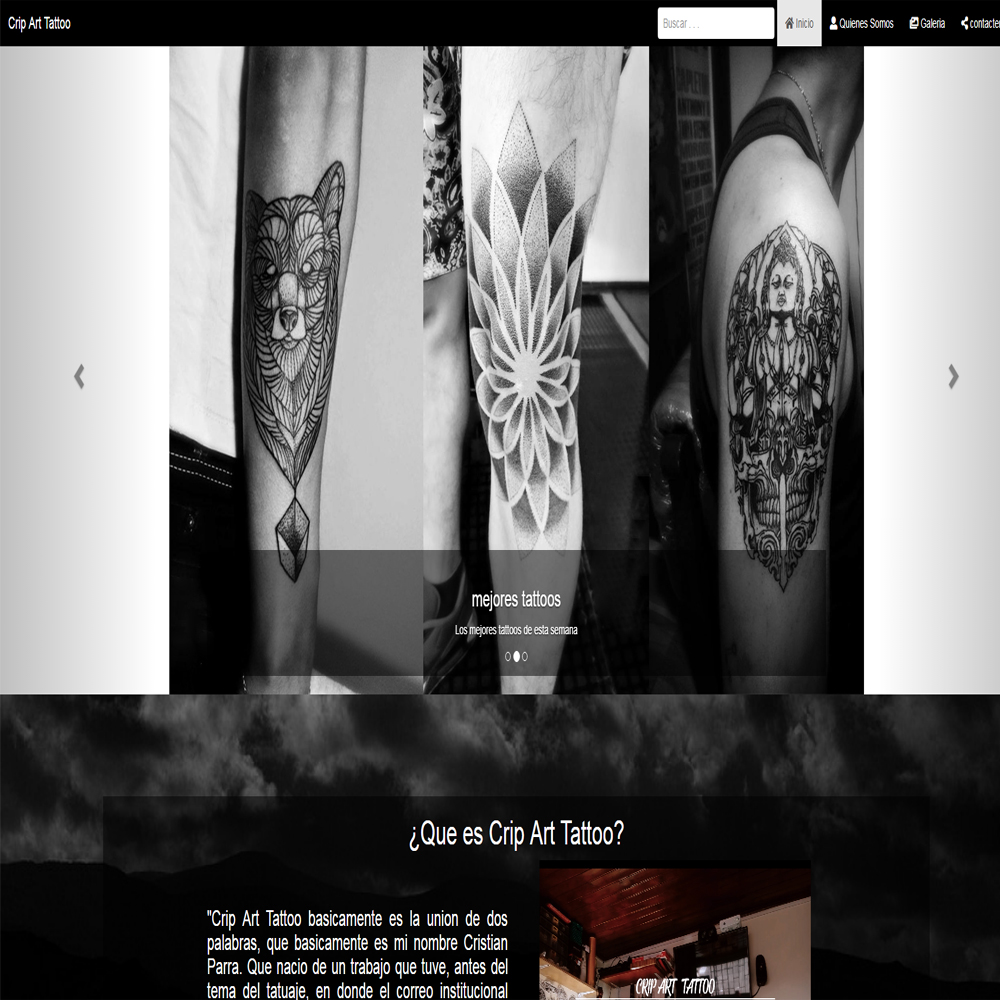 Crip Art Tattoo
Buscar . . .
Inicio
Quienes Somos
Galeria
contacte
mejores tattoos
Los mejores tattoos de esta semana
¿Que es Crip Art Tattoo?
"Crip Art Tattoo basicamente es la union de dos
palabras, que basicamente es mi nombre Cristian
Parra. Que nacio de un trabajo que tuve, antes del
tema del tatuaje, en donde el correo institucional
CRIP ART TATTOO